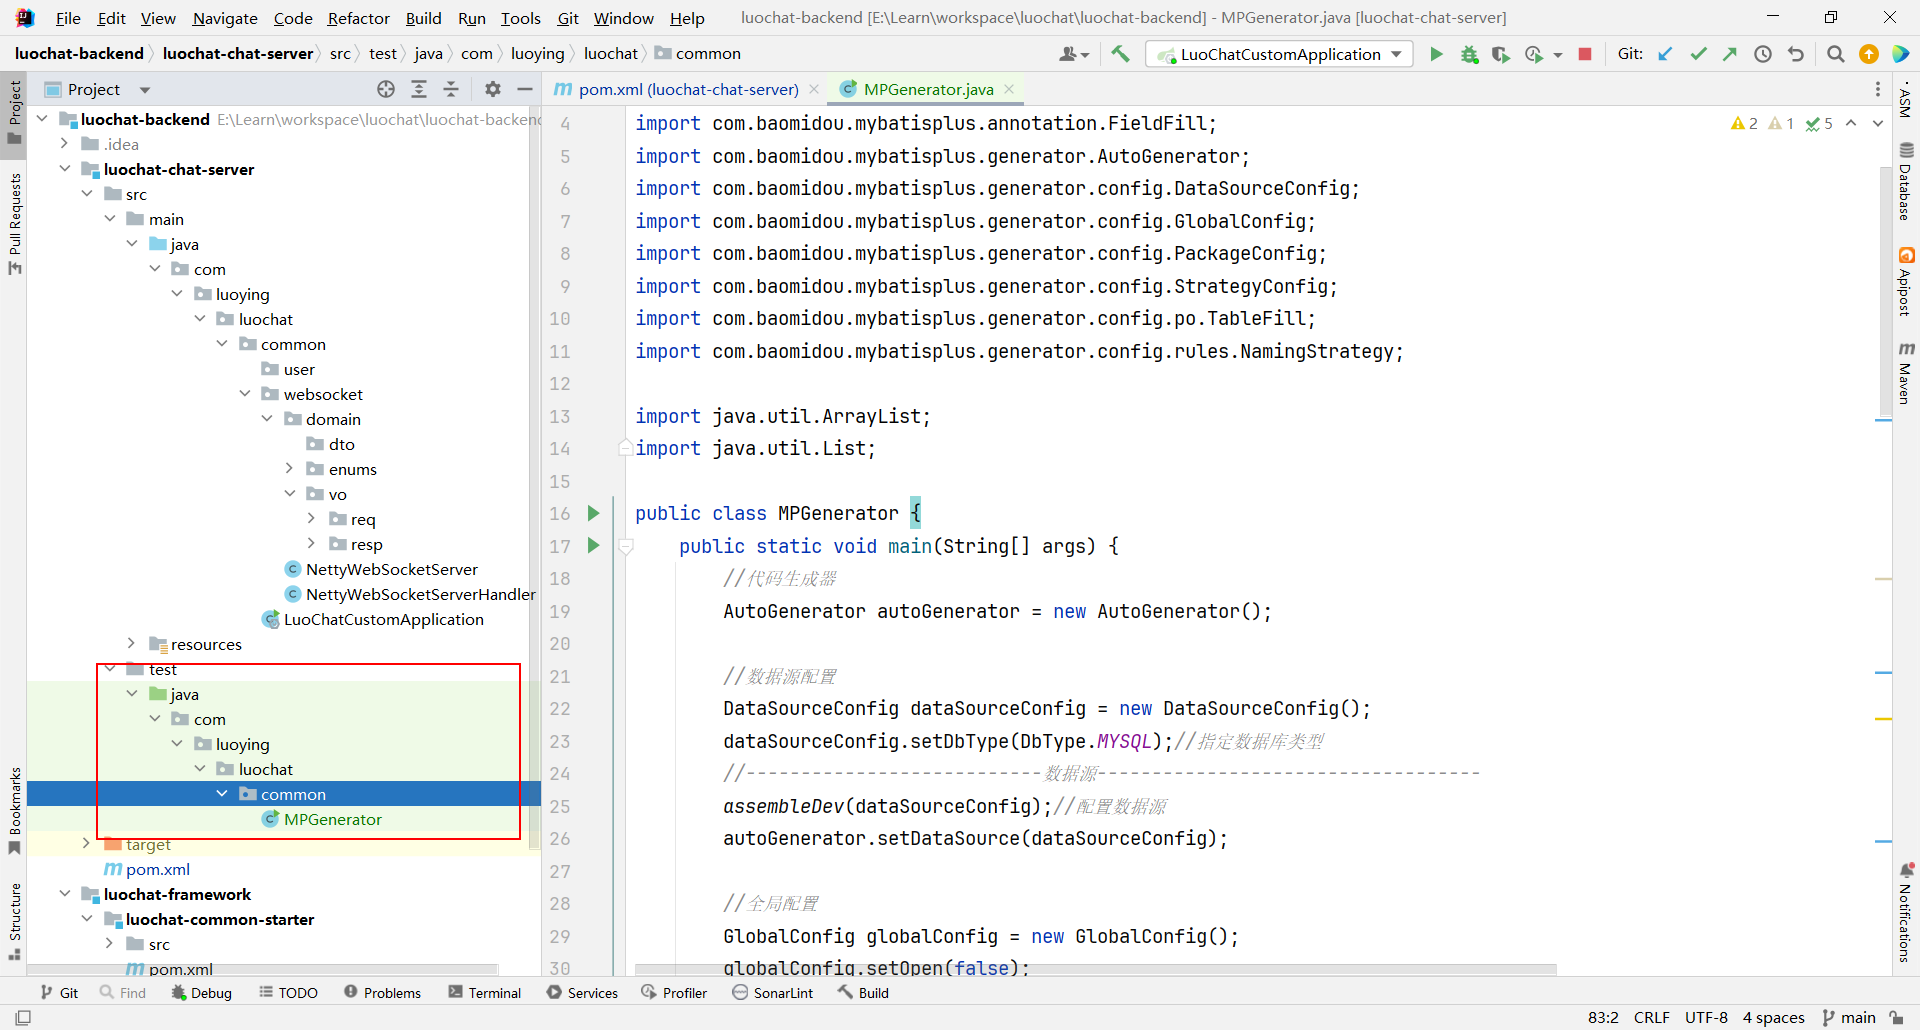 File Edit View Navigate Code Refactor Build Run Tools Git Window Help luochat-backend [E:\Learn\workspace\luochat\luochat-backend] - MPGenerator.java [luochat-chat-server]
luochat-backend luochat-chat-server src test java com luoying luochat common LuoChatCustomApplication Git:
Project
pom.xml (luochat-chat-server) MPGenerator.java
Project
Pull Requests
Bookmarks
Structure
luochat-backend E:\Learn\workspace\luochat\luochat-backend
.idea
luochat-chat-server
src
main
java
com
luoying
luochat
common
user
websocket
domain
dto
enums
vo
req
resp
NettyWebSocketServer
NettyWebSocketServerHandler
LuoChatCustomApplication
resources
test
java
com
luoying
luochat
common
MPGenerator
target
pom.xml
luochat-framework
luochat-common-starter
src
pom.xml
2 1 5
4 import com.baomidou.mybatisplus.annotation.FieldFill;
5 import com.baomidou.mybatisplus.generator.AutoGenerator;
6 import com.baomidou.mybatisplus.generator.config.DataSourceConfig;
7 import com.baomidou.mybatisplus.generator.config.GlobalConfig;
8 import com.baomidou.mybatisplus.generator.config.PackageConfig;
9 import com.baomidou.mybatisplus.generator.config.StrategyConfig;
10 import com.baomidou.mybatisplus.generator.config.po.TableFill;
11 import com.baomidou.mybatisplus.generator.config.rules.NamingStrategy;
12
13 import java.util.ArrayList;
14 import java.util.List;
15
16 public class MPGenerator {
17 public static void main(String[] args) {
18 //代码生成器
19 AutoGenerator autoGenerator = new AutoGenerator();
20
21 //数据源配置
22 DataSourceConfig dataSourceConfig = new DataSourceConfig();
23 dataSourceConfig.setDbType(DbType.MYSQL);//指定数据库类型
24 //---------------------------数据源-----------------------------------
25 assembleDev(dataSourceConfig);//配置数据源
26 autoGenerator.setDataSource(dataSourceConfig);
27
28 //全局配置
29 GlobalConfig globalConfig = new GlobalConfig();
30 globalConfig.setOpen(false);
ASM
Database
Apipost
Maven
Notifications
Git Find Debug TODO Problems Terminal Services Profiler SonarLint Build
83:2 CRLF UTF-8 4 spaces main